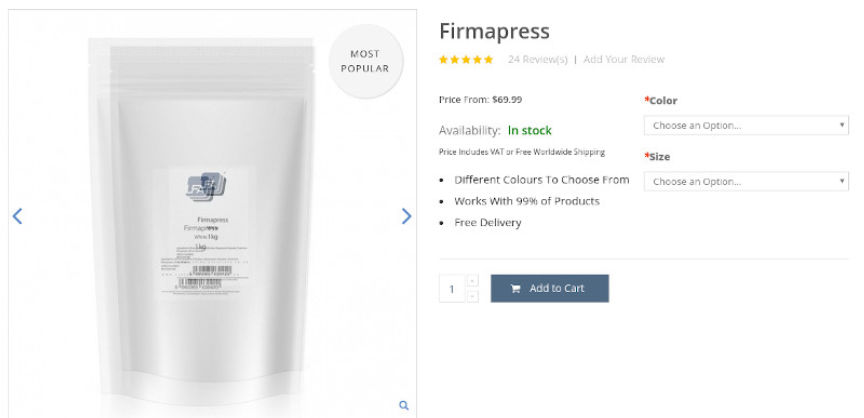 Firmapress
24 Review(s) | Add Your Review
MOST
POPULAR
Price From: $69.99
*Color
Choose an Option...
Availability: In stock
Price Includes VAT or Free Worldwide Shipping
*Size
Choose an Option...
Different Colours To Choose From
Works With 99% of Products
Free Delivery
1
Add to Cart
Firmapress
Firmapress
White 1kg
1kg